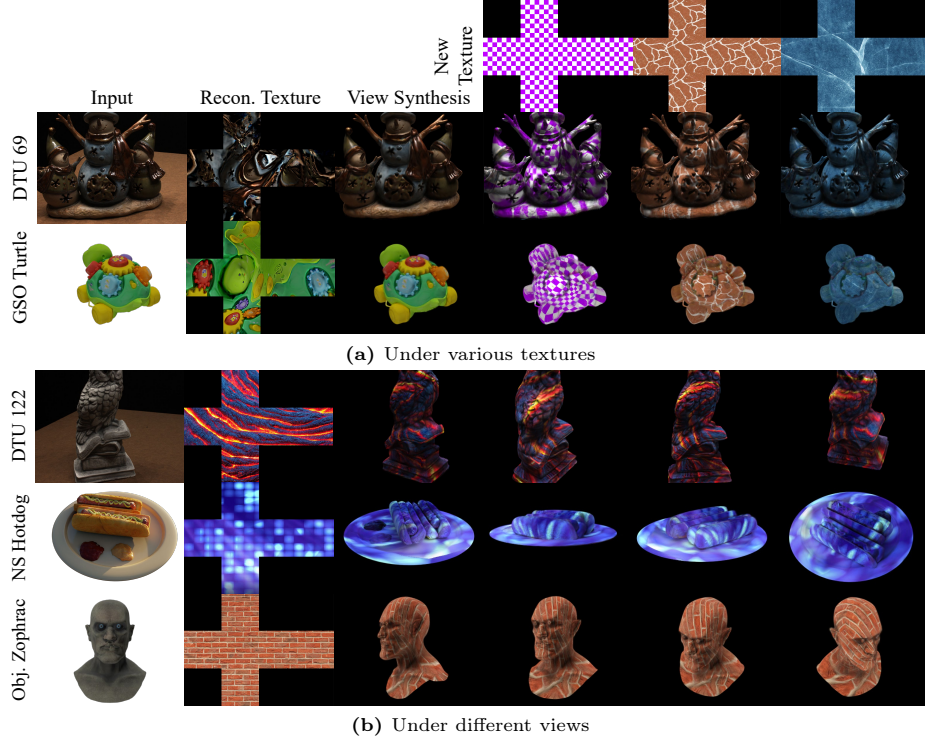 New
Texture
Input
Recon. Texture
View Synthesis
DTU 69
GSO Turtle
(a) Under various textures
DTU 122
NS Hotdog
Obj. Zophrac
(b) Under different views